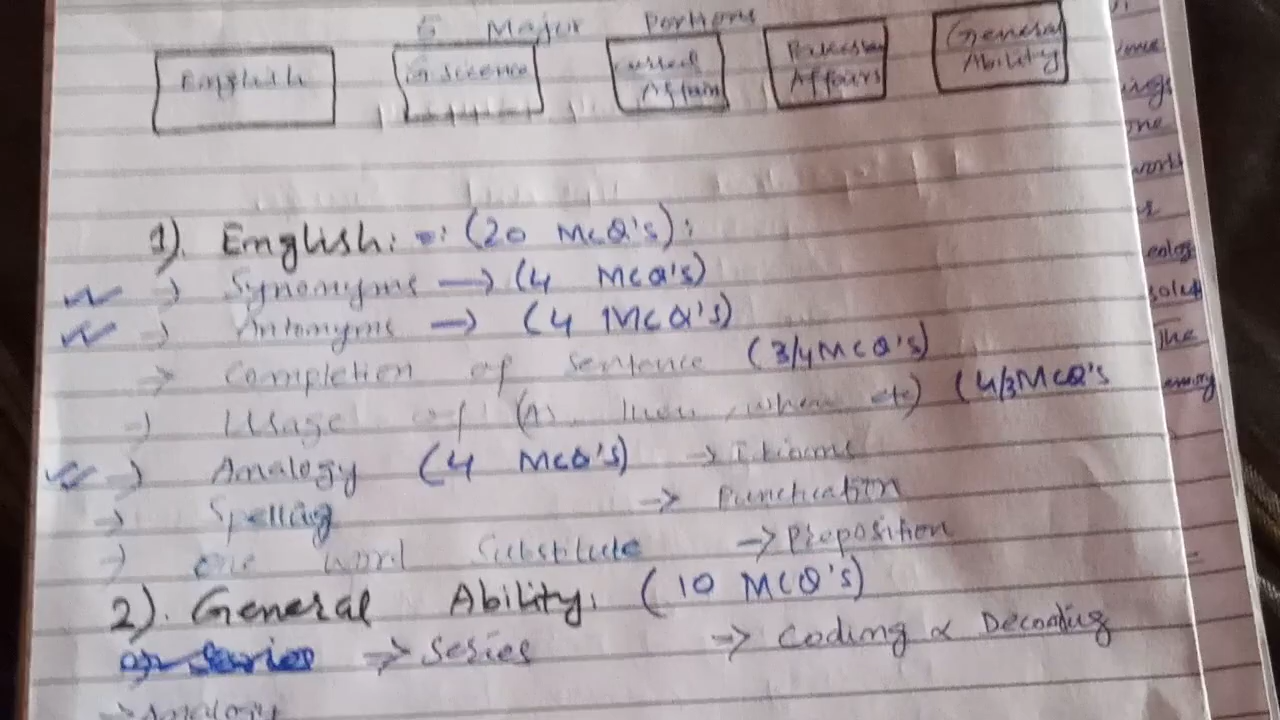 5 Major Portions
English G science Current Affairs Pakistan Affairs General Ability
1). English: (20 MCQ's):
→ Synonyms → (4 MCQ's)
→ Antonyms → (4 MCQ's)
→ Completion of Sentence (3/4 MCQ's)
→ Usage of (As, when etc) (4/3 MCQ's
→ Analogy (4 MCQ's) → Idioms
→ Spelling → Punctication
→ one word Substitute → Preposition
2). General Ability, (10 MCQ's)
→ Series → Coding & Decoding
→ Analogy